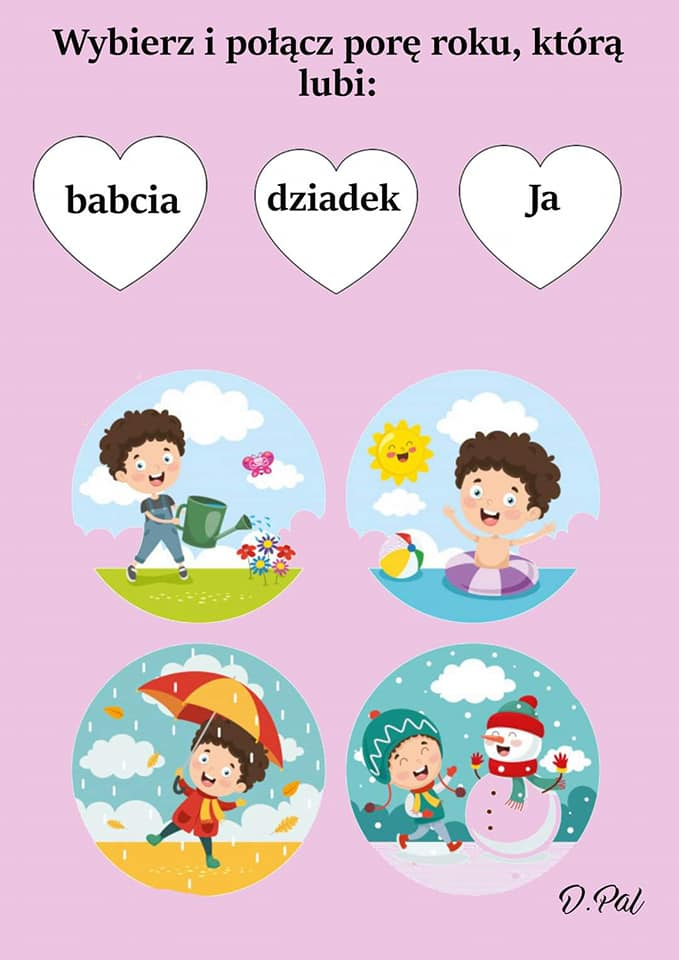 Wybierz i połącz porę roku, którą
lubi:
babcia
dziadek
Ja
D.Pal